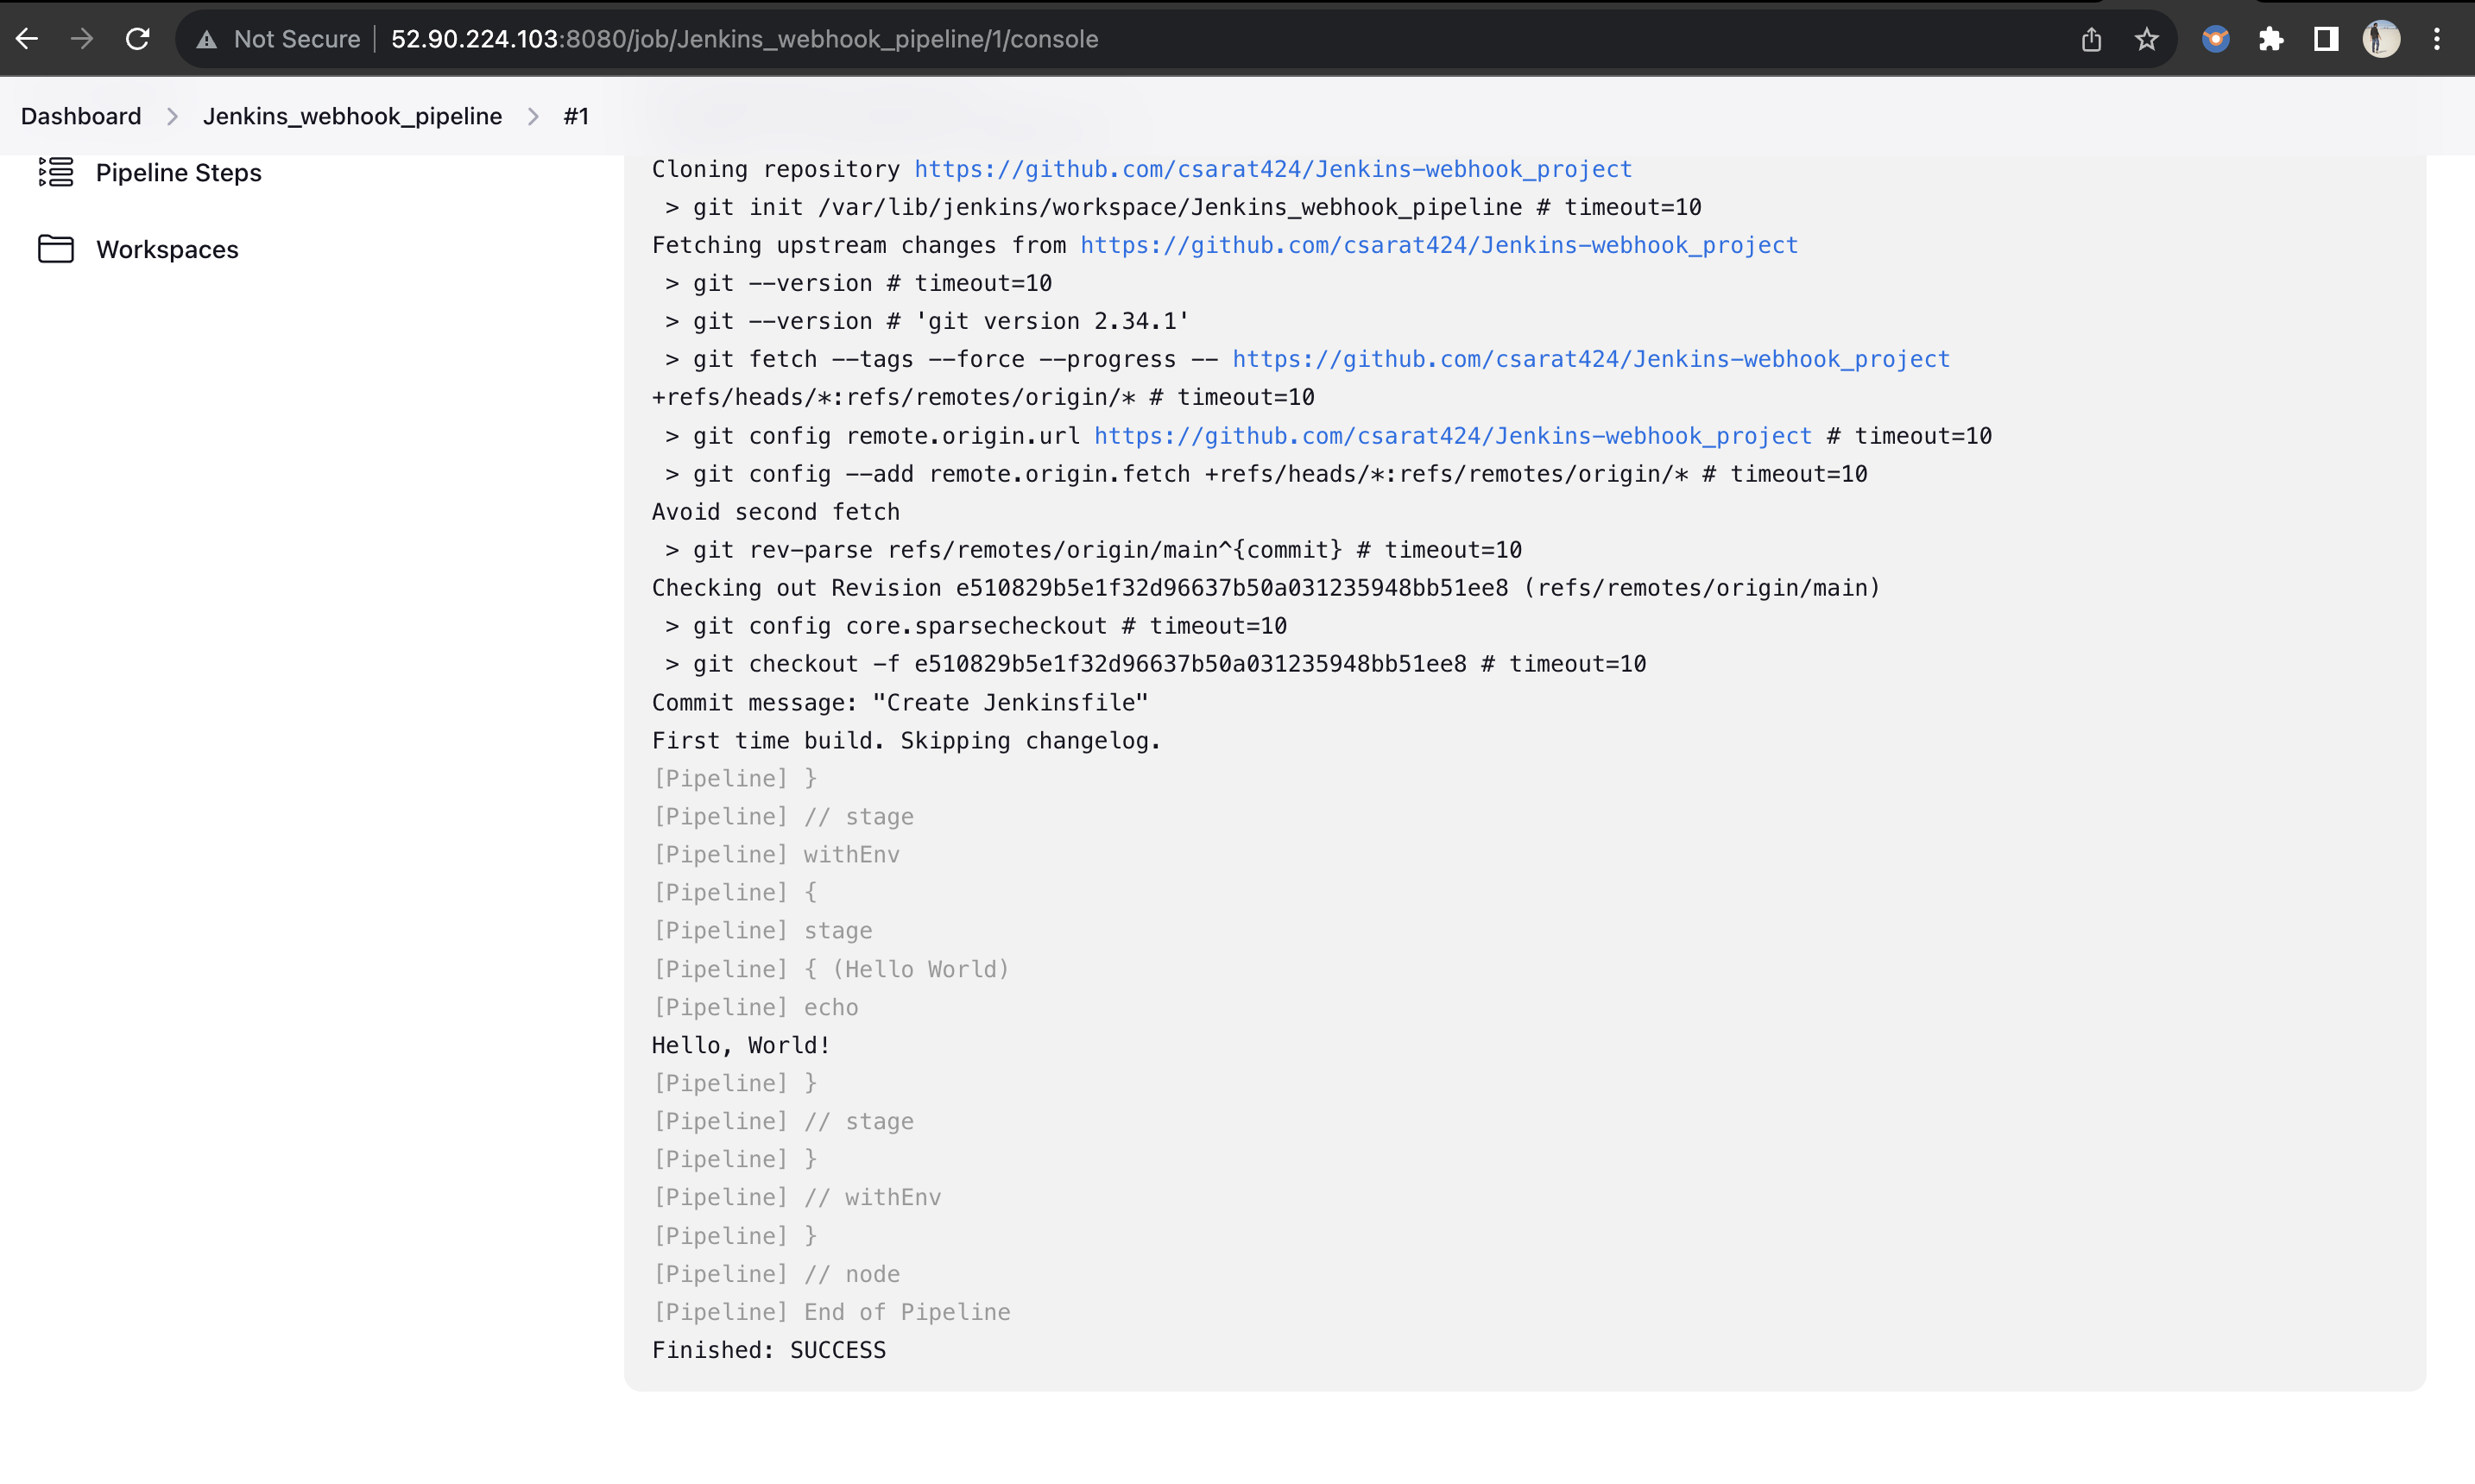 Not Secure 52.90.224.103:8080/job/Jenkins_webhook_pipeline/1/console
Dashboard Jenkins_webhook_pipeline #1
Pipeline Steps
Workspaces
Cloning repository https://github.com/csarat424/Jenkins-webhook_project
> git init /var/lib/jenkins/workspace/Jenkins_webhook_pipeline # timeout=10
Fetching upstream changes from https://github.com/csarat424/Jenkins-webhook_project
> git --version # timeout=10
> git --version # 'git version 2.34.1'
> git fetch --tags --force --progress -- https://github.com/csarat424/Jenkins-webhook_project
+refs/heads/*:refs/remotes/origin/* # timeout=10
> git config remote.origin.url https://github.com/csarat424/Jenkins-webhook_project # timeout=10
> git config --add remote.origin.fetch +refs/heads/*:refs/remotes/origin/* # timeout=10
Avoid second fetch
> git rev-parse refs/remotes/origin/main^{commit} # timeout=10
Checking out Revision e510829b5e1f32d96637b50a031235948bb51ee8 (refs/remotes/origin/main)
> git config core.sparsecheckout # timeout=10
> git checkout -f e510829b5e1f32d96637b50a031235948bb51ee8 # timeout=10
Commit message: "Create Jenkinsfile"
First time build. Skipping changelog.
[Pipeline] }
[Pipeline] // stage
[Pipeline] withEnv
[Pipeline] {
[Pipeline] stage
[Pipeline] { (Hello World)
[Pipeline] echo
Hello, World!
[Pipeline] }
[Pipeline] // stage
[Pipeline] }
[Pipeline] // withEnv
[Pipeline] }
[Pipeline] // node
[Pipeline] End of Pipeline
Finished: SUCCESS